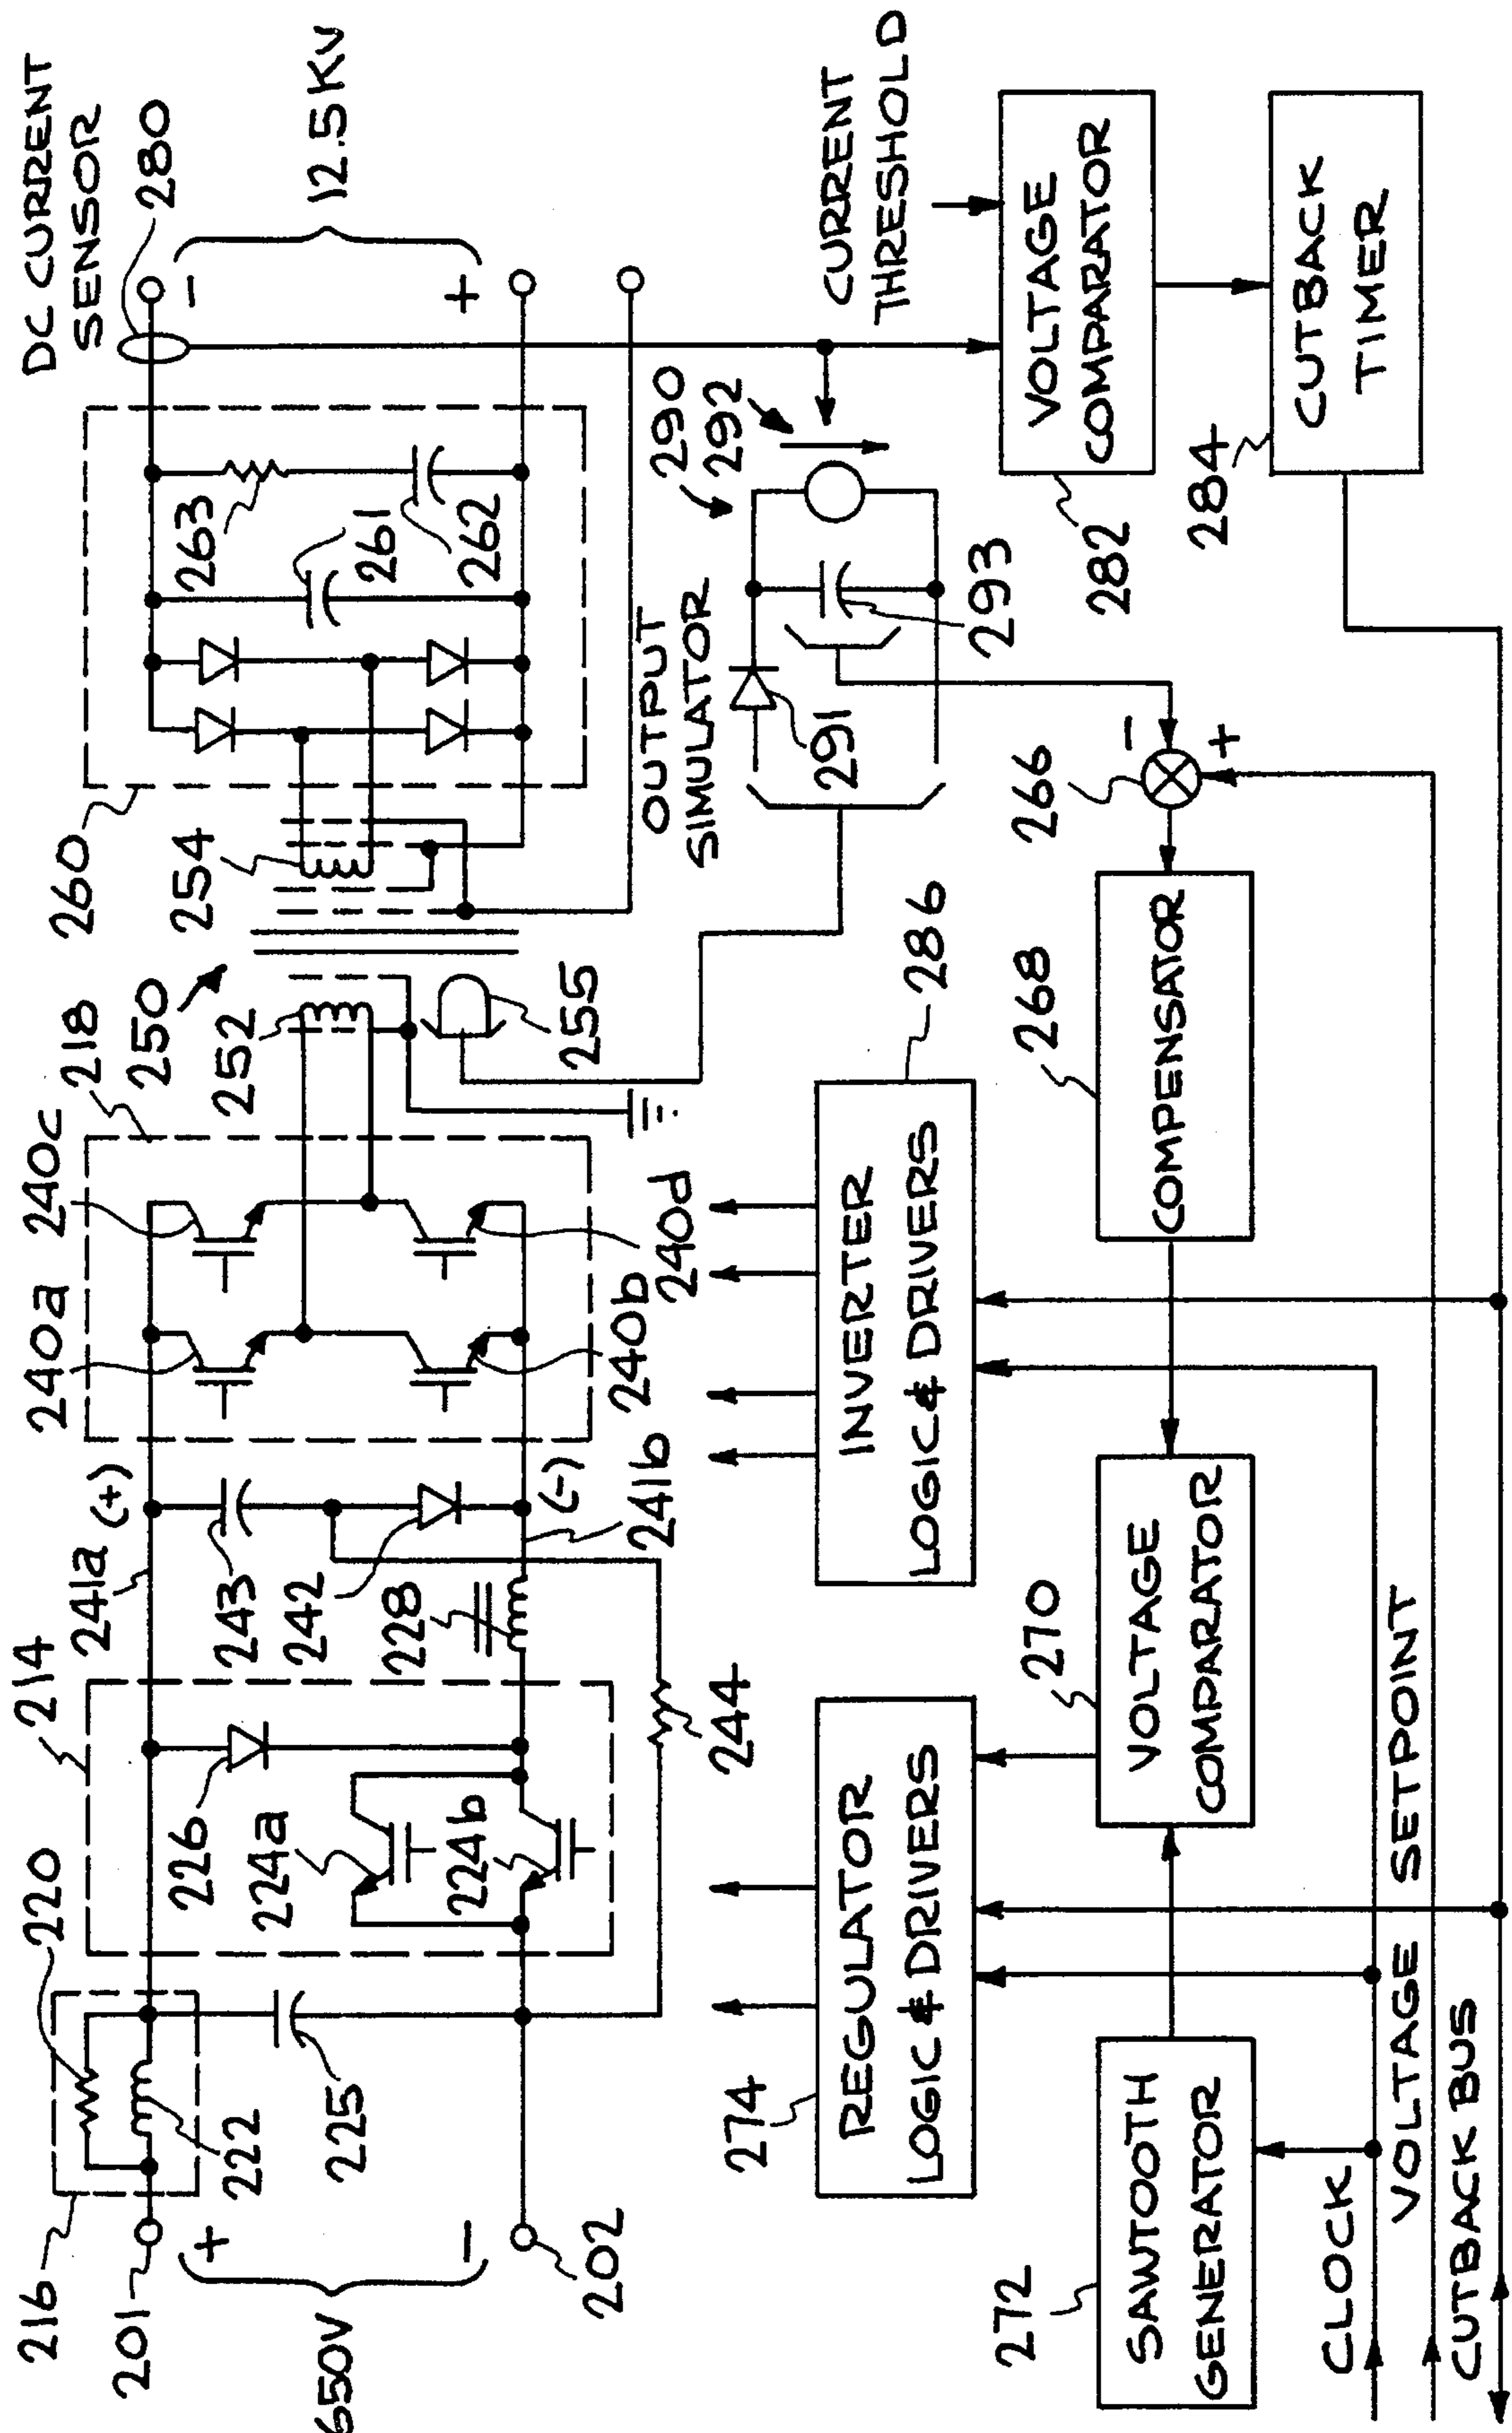 216
220
214
241a
(+)
240a
240c
218
250
260
DC CURRENT
SENSOR
280
201
+
222
226
243
252
254
263
−
650V
225
224a
242
261
12.5 KV
−
224b
228
(-)
262
+
202
241b
240b
240d
255
OUTPUT
SIMULATOR
290
292
244
CURRENT
THRESHOLD
274
REGULATOR
LOGIC & DRIVERS
INVERTER
LOGIC & DRIVERS
286
291
293
272
SAWTOOTH
GENERATOR
270
VOLTAGE
COMPARATOR
268
COMPENSATOR
266
−
+
282
VOLTAGE
COMPARATOR
284
CUTBACK
TIMER
CLOCK
VOLTAGE SETPOINT
CUTBACK BUS